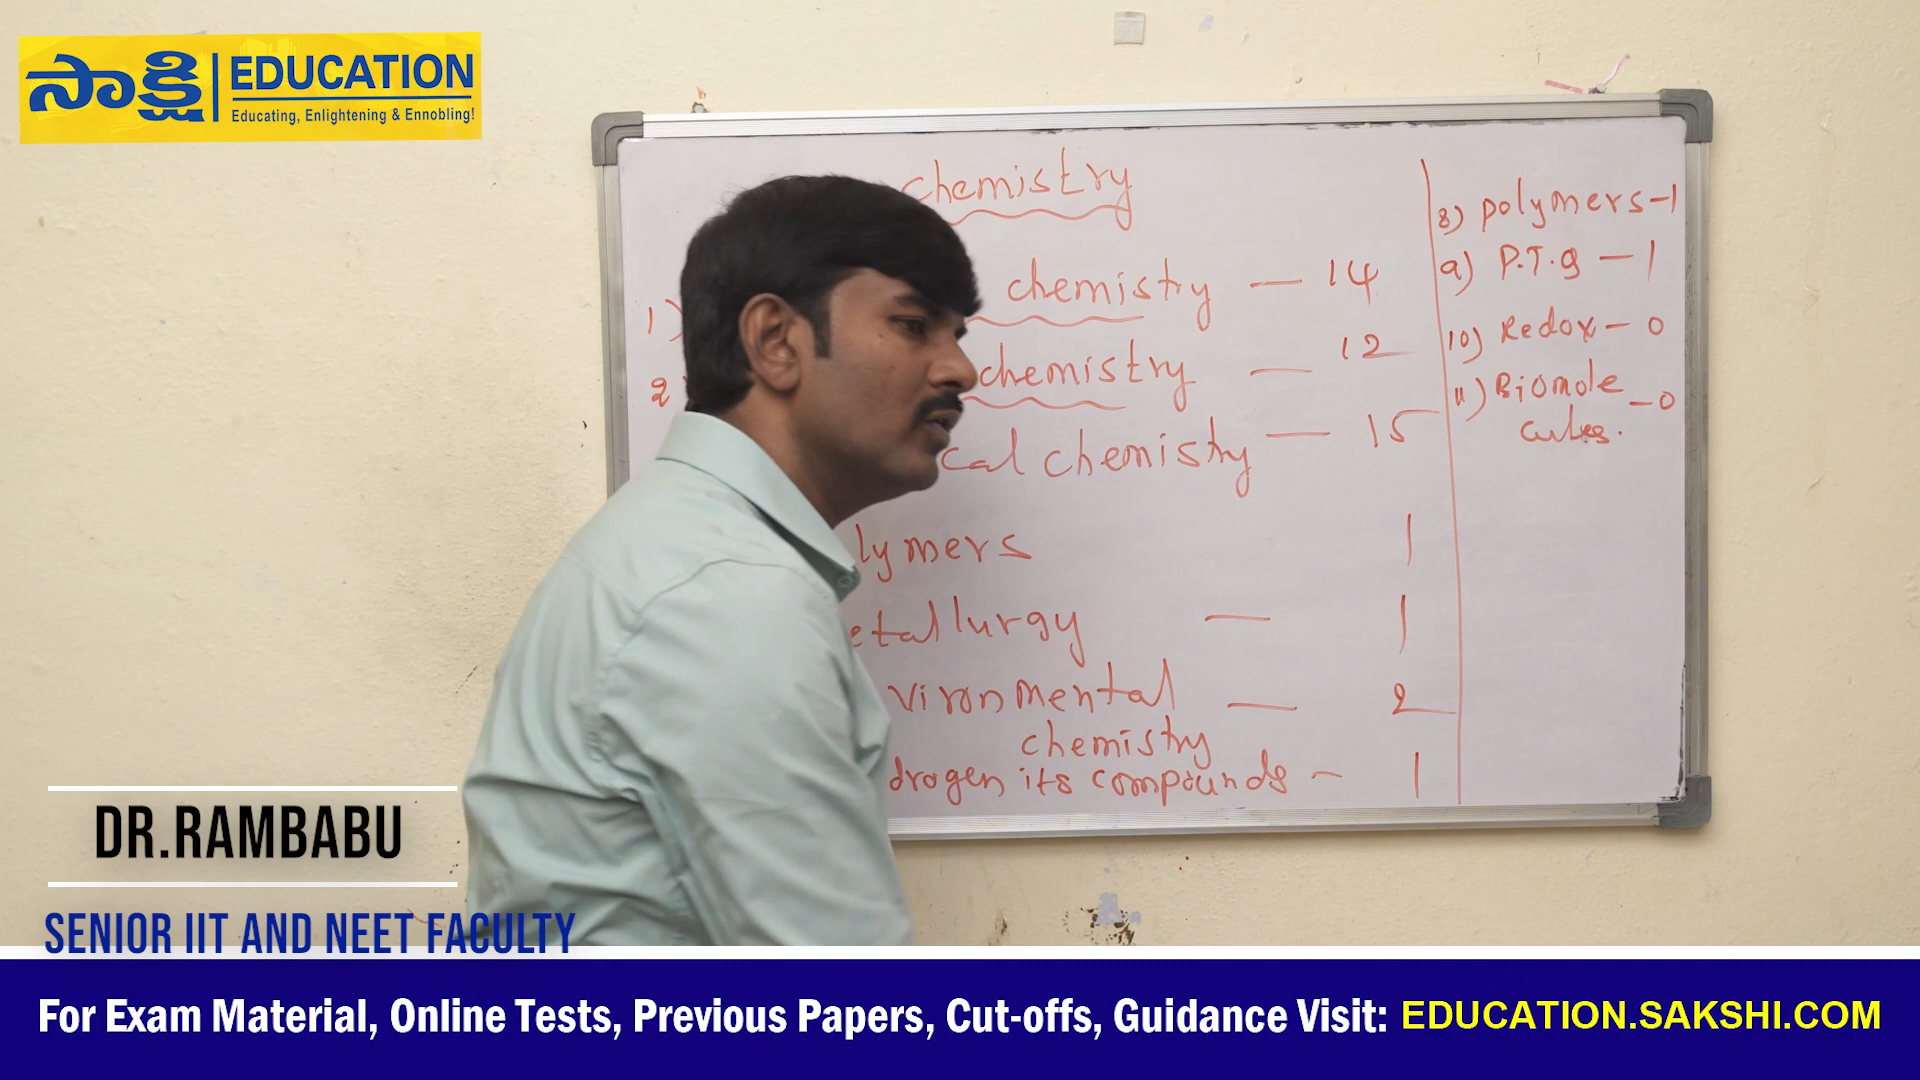 సాక్షి
EDUCATION
Educating, Enlightening & Ennobling!
chemistry
1) chemistry — 14
2 chemistry — 12
cal chemistry — 15
lymers 1
etallurgy — 1
vironmental — 2
chemistry
drogen its compounds – 1
8) polymers-1
9) P.T.9 — 1
10) Redox - 0
11) Biomole - 0
cules.
DR.RAMBABU
SENIOR IIT AND NEET FACULTY
For Exam Material, Online Tests, Previous Papers, Cut-offs, Guidance Visit: EDUCATION.SAKSHI.COM